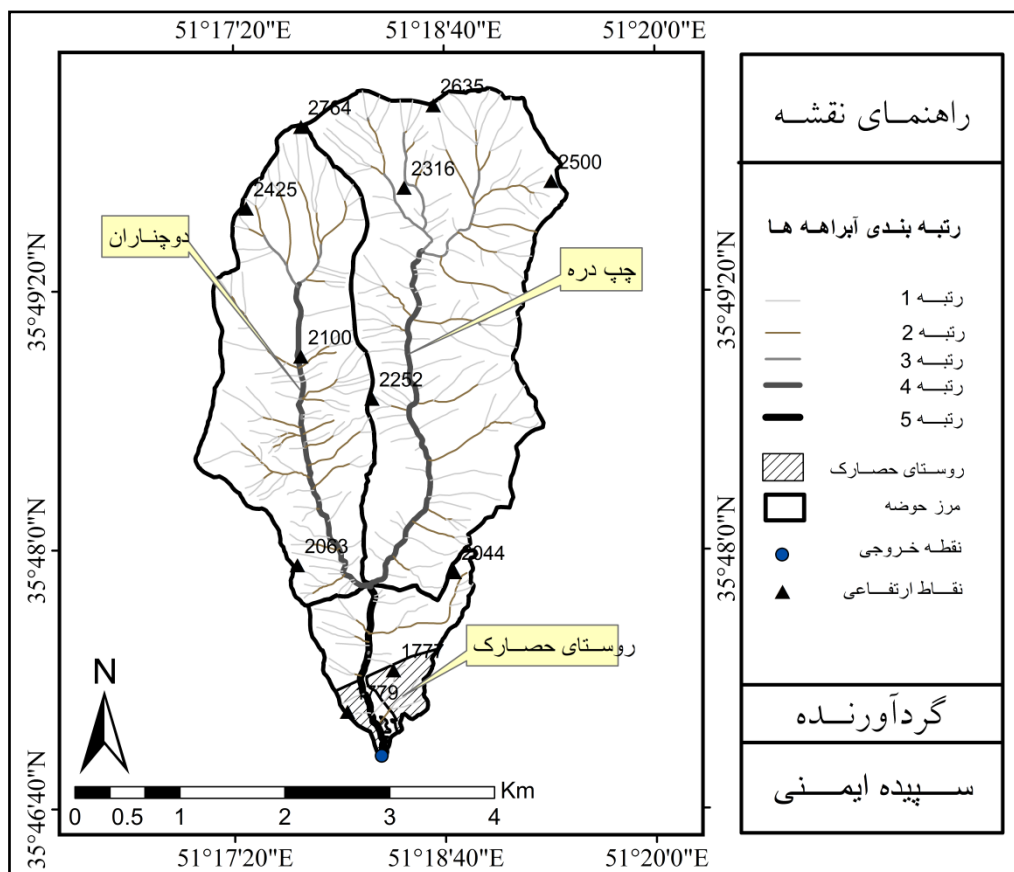 51°17'20"E
51°18'40"E
51°20'0"E
راهنمای نقشه
2635
2764
2316
2500
2425
دوچناران
چپ دره
رتبه بندی آبراهه ها
35°49'20"N
35°49'20"N
رتبه 1
رتبه 2
رتبه 3
رتبه 4
رتبه 5
2100
2252
روستای حصارک
مرز حوضه
35°48'0"N
35°48'0"N
نقطه خروجی
نقاط ارتفاعی
2063
2044
روستای حصارک
1777
1779
N
گردآورنده
سپیده ایمنی
Km
0
0.5
1
2
3
4
35°46'40"N
51°17'20"E
51°18'40"E
51°20'0"E